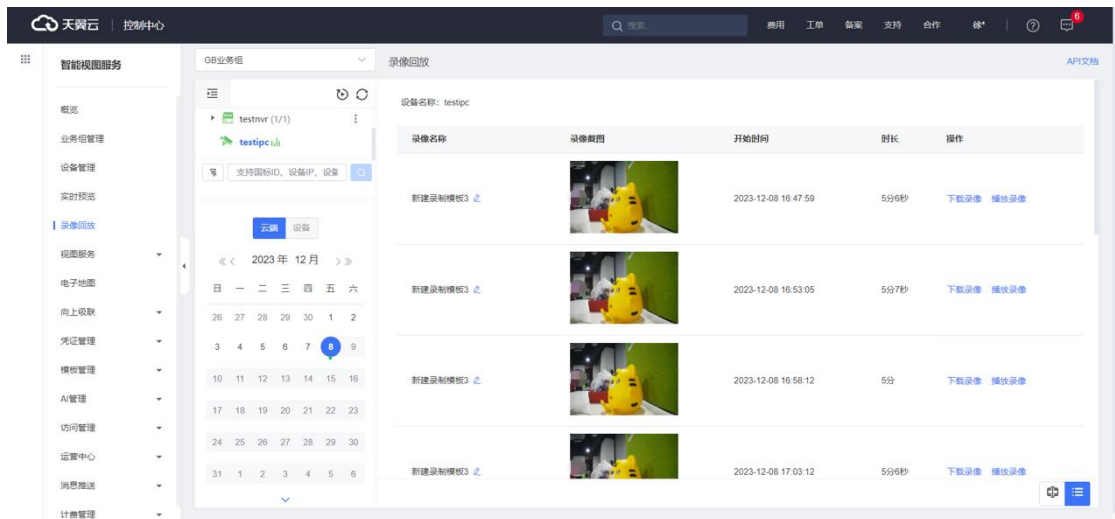 天翼云 控制中心 搜索... 费用 工单 备案 支持 合作 徐* 6
智能视图服务
概览
业务组管理
设备管理
实时预览
录像回放
视图服务
电子地图
向上级联
凭证管理
模板管理
AI管理
访问管理
运营中心
消息推送
计费管理
GB业务组
testnvr (1/1)
testipc
支持国标ID、设备IP、设备
云端 设备
2023 年 12 月
日 一 二 三 四 五 六
26 27 28 29 30 1 2
3 4 5 6 7 8 9
10 11 12 13 14 15 16
17 18 19 20 21 22 23
24 25 26 27 28 29 30
31 1 2 3 4 5 6
录像回放 API文档
设备名称: testipc
录像名称 录像截图 开始时间 时长 操作
新建录制模板3 2023-12-08 16:47:59 5分6秒 下载录像 播放录像
新建录制模板3 2023-12-08 16:53:05 5分7秒 下载录像 播放录像
新建录制模板3 2023-12-08 16:58:12 5分 下载录像 播放录像
新建录制模板3 2023-12-08 17:03:12 5分6秒 下载录像 播放录像